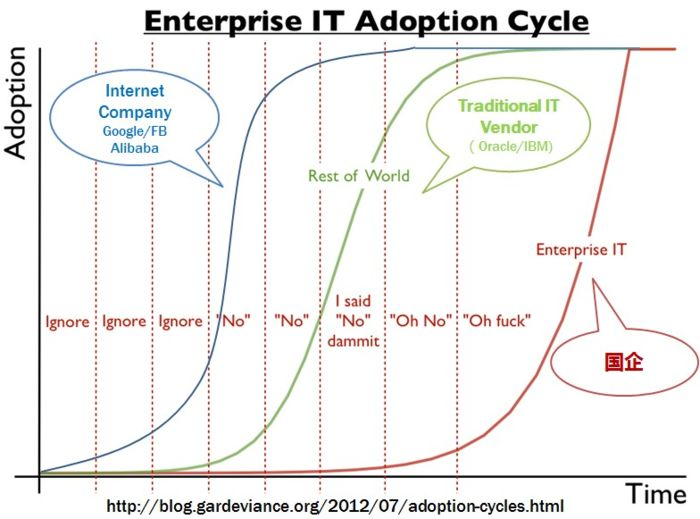 Enterprise IT Adoption Cycle
Adoption
Internet
Company
Google/FB
Alibaba
Traditional IT
Vendor
( Oracle/IBM)
Rest of World
Enterprise IT
Ignore
Ignore
Ignore
"No"
"No"
I said
"No"
dammit
"Oh No"
"Oh fuck"
国企
Time
http://blog.gardeviance.org/2012/07/adoption-cycles.html